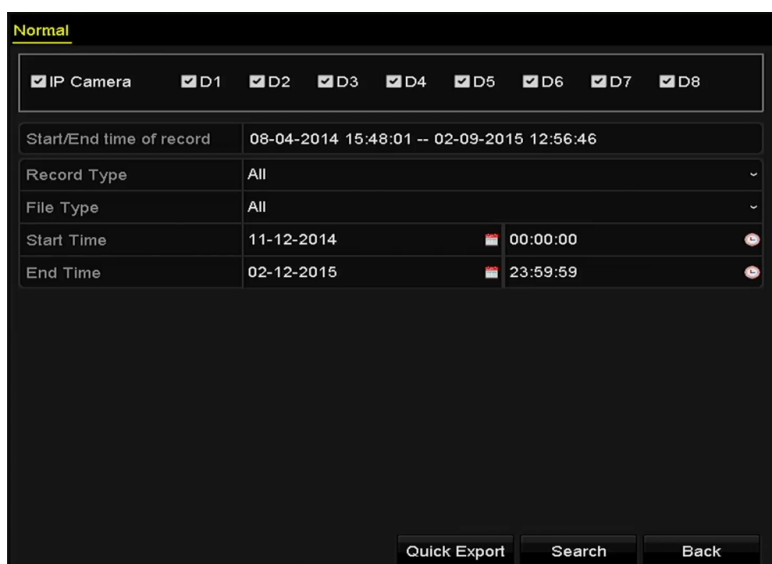 Normal
IP Camera D1 D2 D3 D4 D5 D6 D7 D8
Start/End time of record 08-04-2014 15:48:01 -- 02-09-2015 12:56:46
Record Type All
File Type All
Start Time 11-12-2014 00:00:00
End Time 02-12-2015 23:59:59
Quick Export Search Back